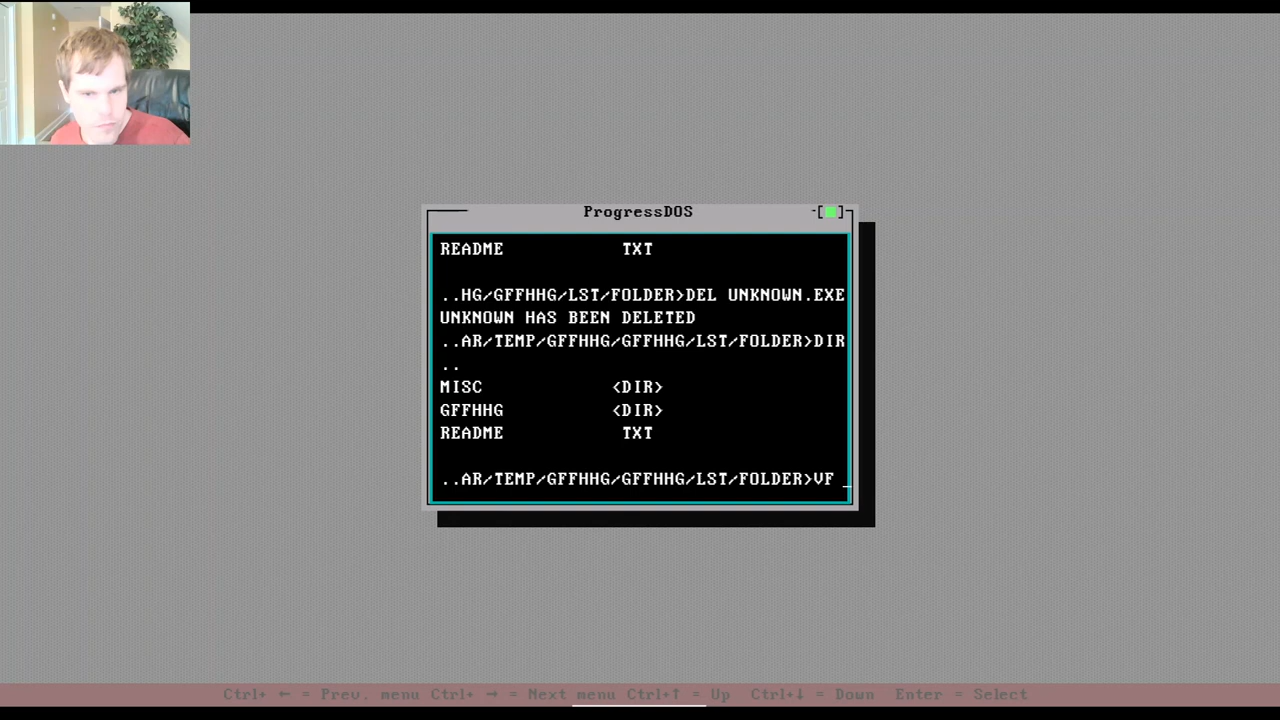 ProgressDOS
-[■]
README TXT
..HG/GFFHHG/LST/FOLDER>DEL UNKNOWN.EXE
UNKNOWN HAS BEEN DELETED
..AR/TEMP/GFFHHG/GFFHHG/LST/FOLDER>DIR
..
MISC <DIR>
GFFHHG <DIR>
README TXT
..AR/TEMP/GFFHHG/GFFHHG/LST/FOLDER>VF _
Ctrl+ ← = Prev. menu Ctrl+ → = Next menu Ctrl+↑ = Up Ctrl+↓ = Down Enter = Select